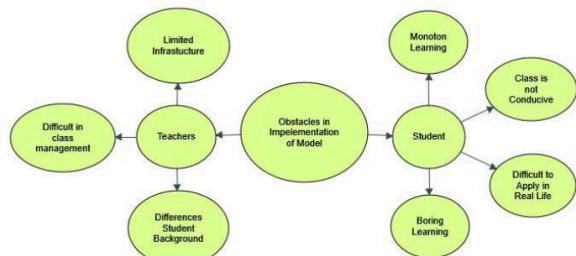 Limited
Infrastucture
Monoton
Learning
Class is
not
Conducive
Difficult in
class
management
Teachers
Obstacles in
Impelementation
of Model
Student
Difficult to
Apply in
Real Life
Differences
Student
Background
Boring
Learning